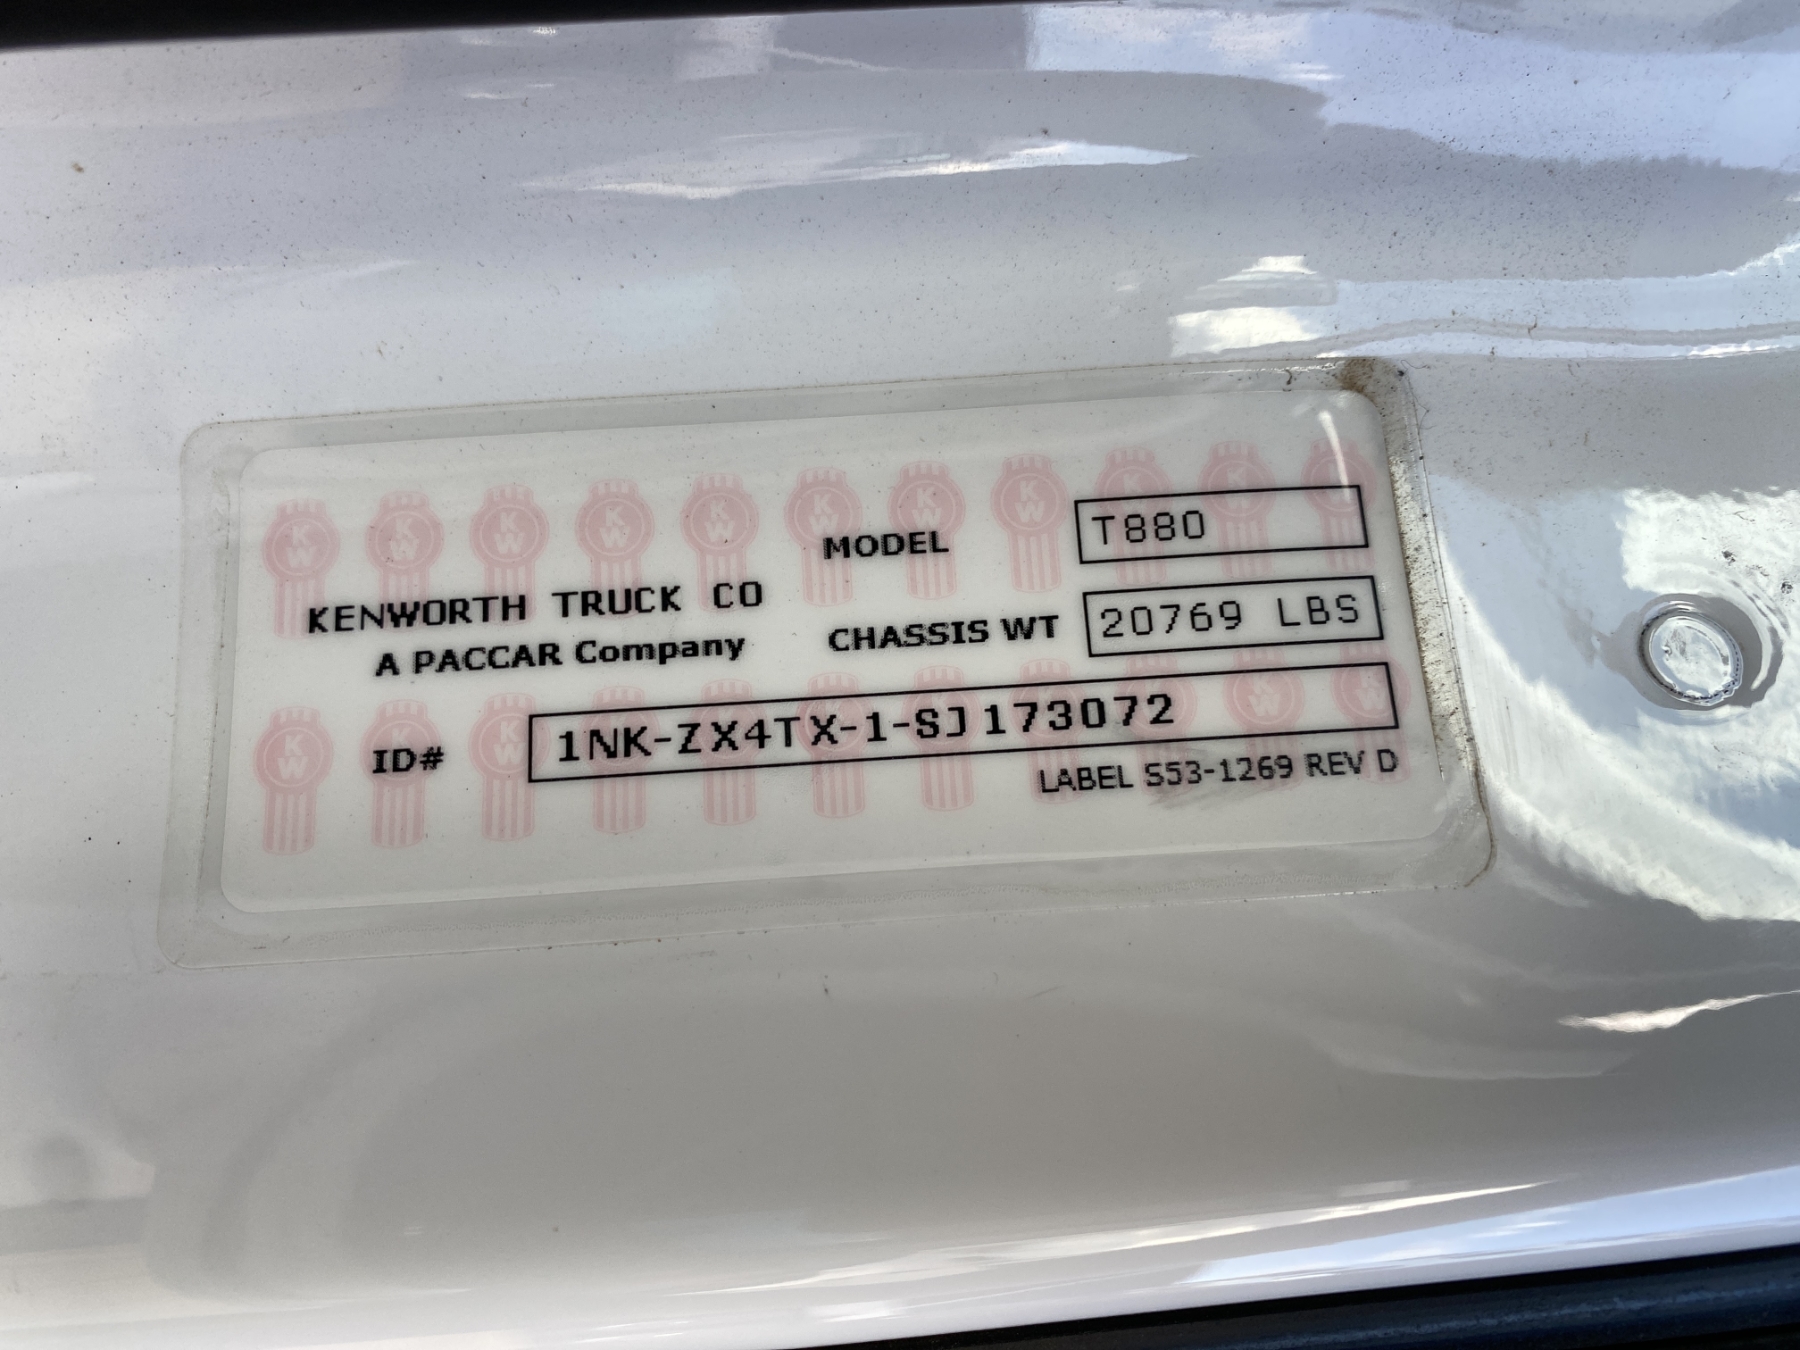 MODEL T880
KENWORTH TRUCK CO
A PACCAR Company
CHASSIS WT 20769 LBS
ID# 1NK-ZX4TX-1-SJ173072
LABEL S53-1269 REV D